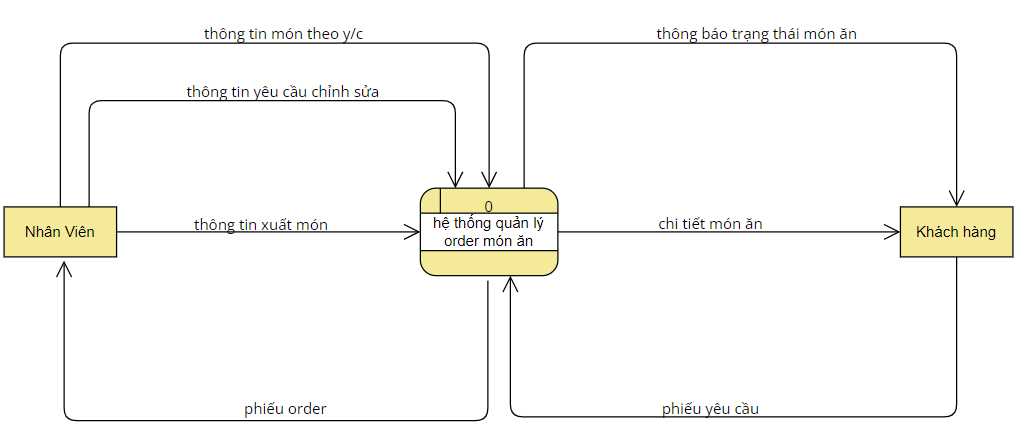 thông tin món theo y/c
thông báo trạng thái món ăn
thông tin yêu cầu chỉnh sửa
0
Nhân Viên
thông tin xuất món
hệ thống quản lý
order món ăn
chi tiết món ăn
Khách hàng
phiếu order
phiếu yêu cầu